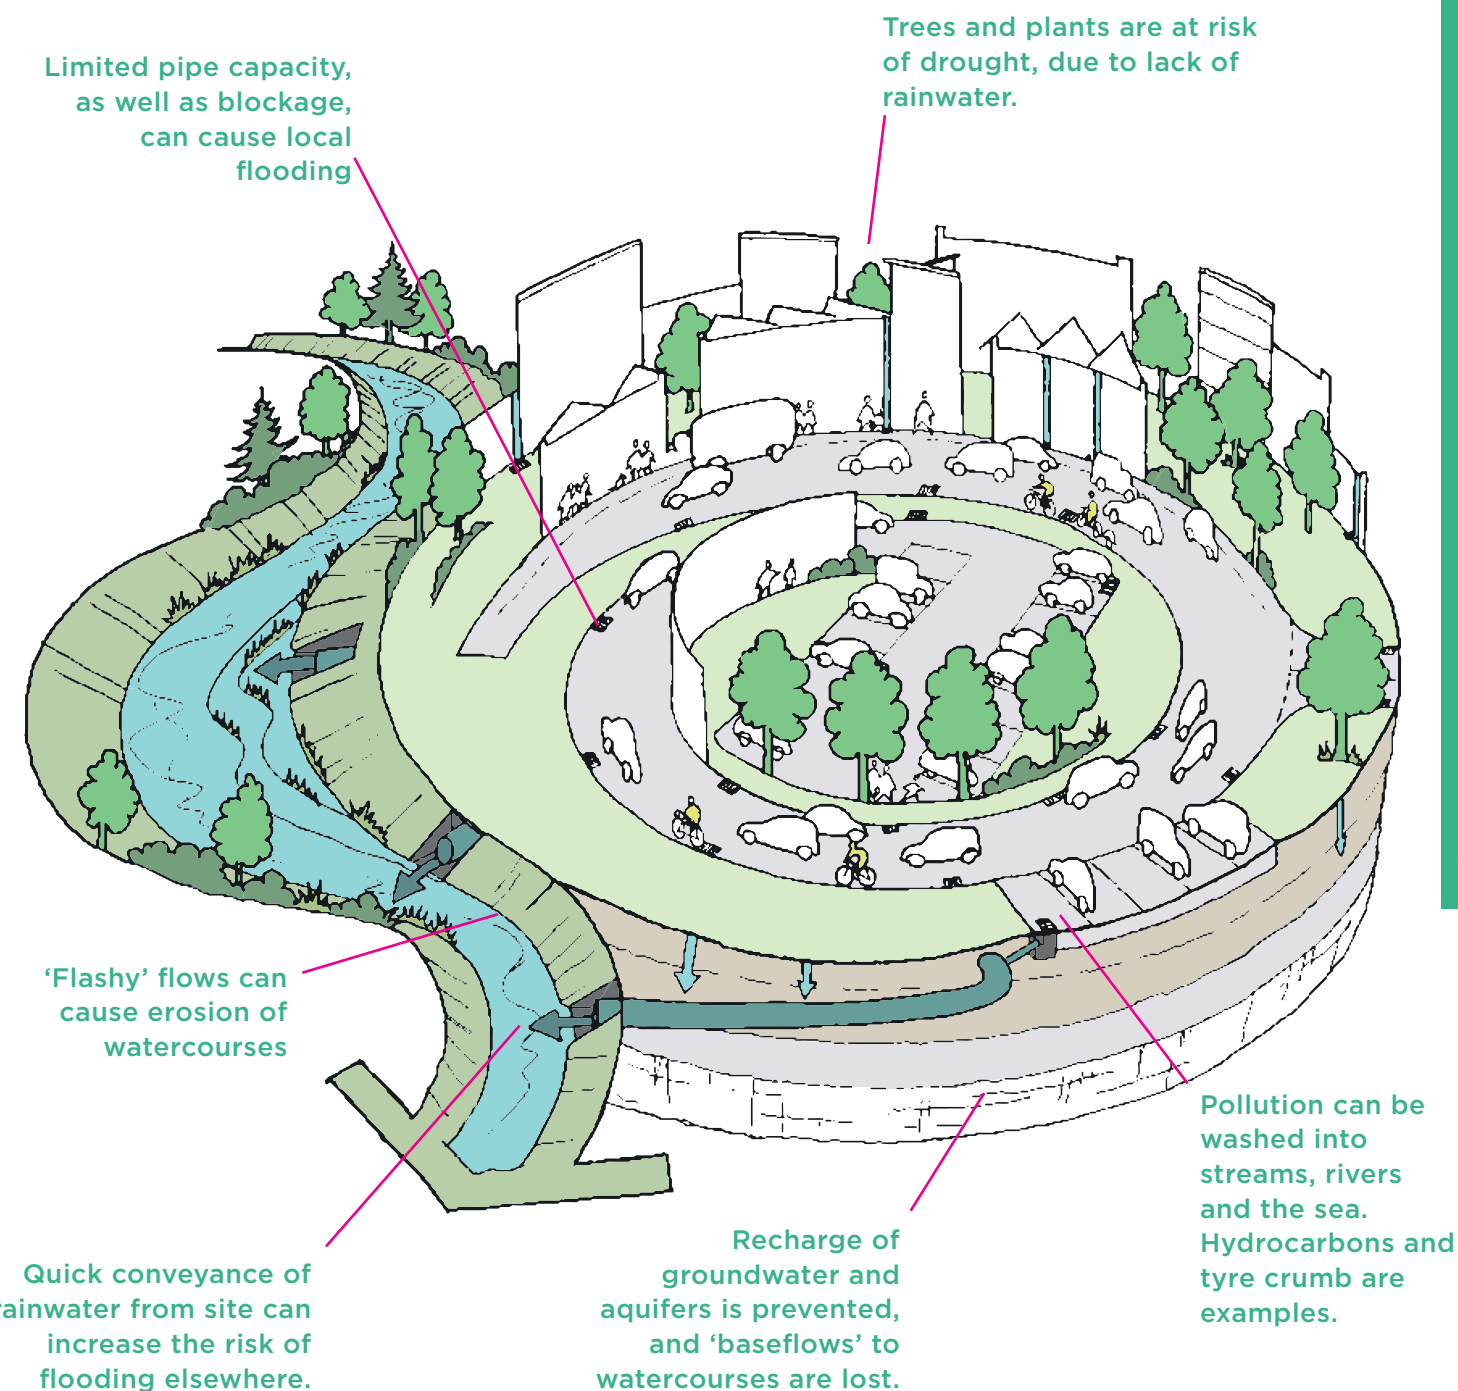 Trees and plants are at risk
of drought, due to lack of
rainwater.
Limited pipe capacity,
as well as blockage,
can cause local
flooding
‘Flashy’ flows can
cause erosion of
watercourses
Pollution can be
washed into
streams, rivers
and the sea.
Hydrocarbons and
tyre crumb are
examples.
Recharge of
groundwater and
aquifers is prevented,
and ‘baseflows’ to
watercourses are lost.
Quick conveyance of
rainwater from site can
increase the risk of
flooding elsewhere.